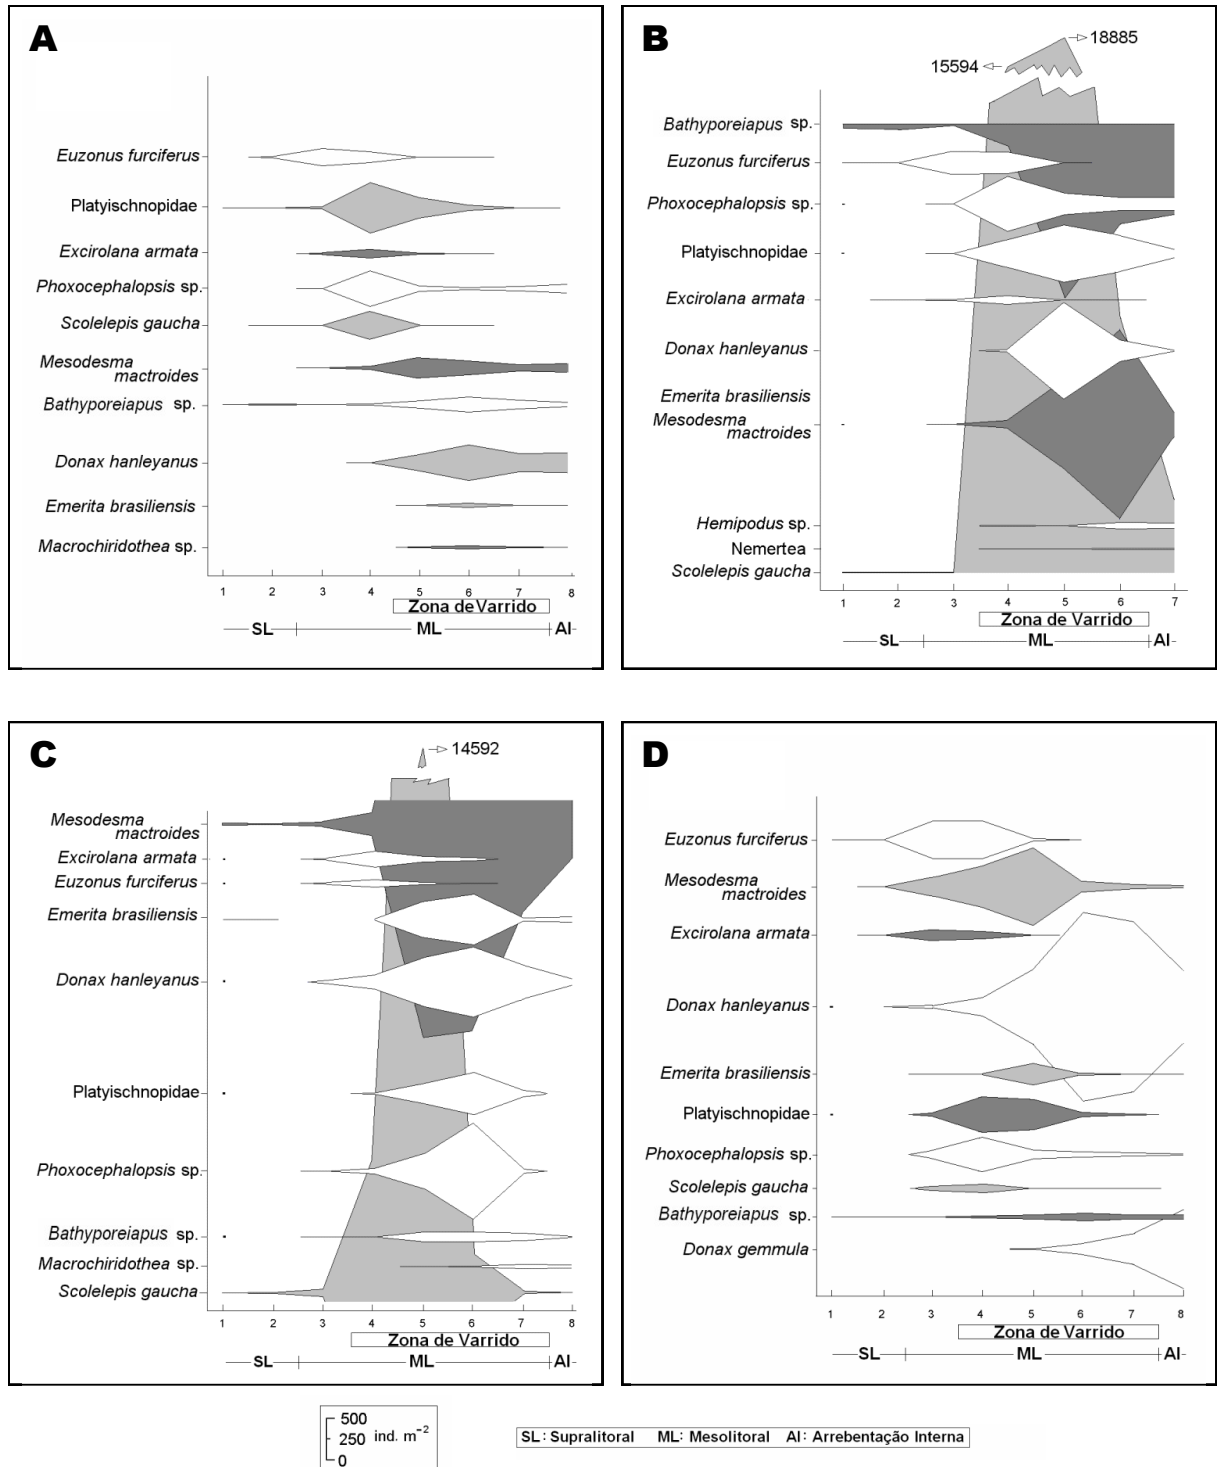 A
Euzonus furciferus
Platyischnopidae
Excirolana armata
Phoxocephalopsis sp.
Scolelepis gaucha
Mesodesma
mactroides
Bathyporeiapus sp.
Donax hanleyanus
Emerita brasiliensis
Macrochiridothea sp.
1 2 3 4 5 6 7 8
Zona de Varrido
SL ML AI
B
18885
15594
Bathyporeiapus sp.
Euzonus furciferus
Phoxocephalopsis sp.
Platyischnopidae
Excirolana armata
Donax hanleyanus
Emerita brasiliensis
Mesodesma
mactroides
Hemipodus sp.
Nemertea
Scolelepis gaucha
1 2 3 4 5 6 7
Zona de Varrido
SL ML AI
C
14592
Mesodesma
mactroides
Excirolana armata
Euzonus furciferus
Emerita brasiliensis
Donax hanleyanus
Platyischnopidae
Phoxocephalopsis sp.
Bathyporeiapus sp.
Macrochiridothea sp.
Scolelepis gaucha
1 2 3 4 5 6 7 8
Zona de Varrido
SL ML AI
D
Euzonus furciferus
Mesodesma
mactroides
Excirolana armata
Donax hanleyanus
Emerita brasiliensis
Platyischnopidae
Phoxocephalopsis sp.
Scolelepis gaucha
Bathyporeiapus sp.
Donax gemmula
1 2 3 4 5 6 7 8
Zona de Varrido
SL ML AI
500
250 ind. m⁻²
0
SL: Supralitoral ML: Mesolitoral AI: Arrebentação Interna